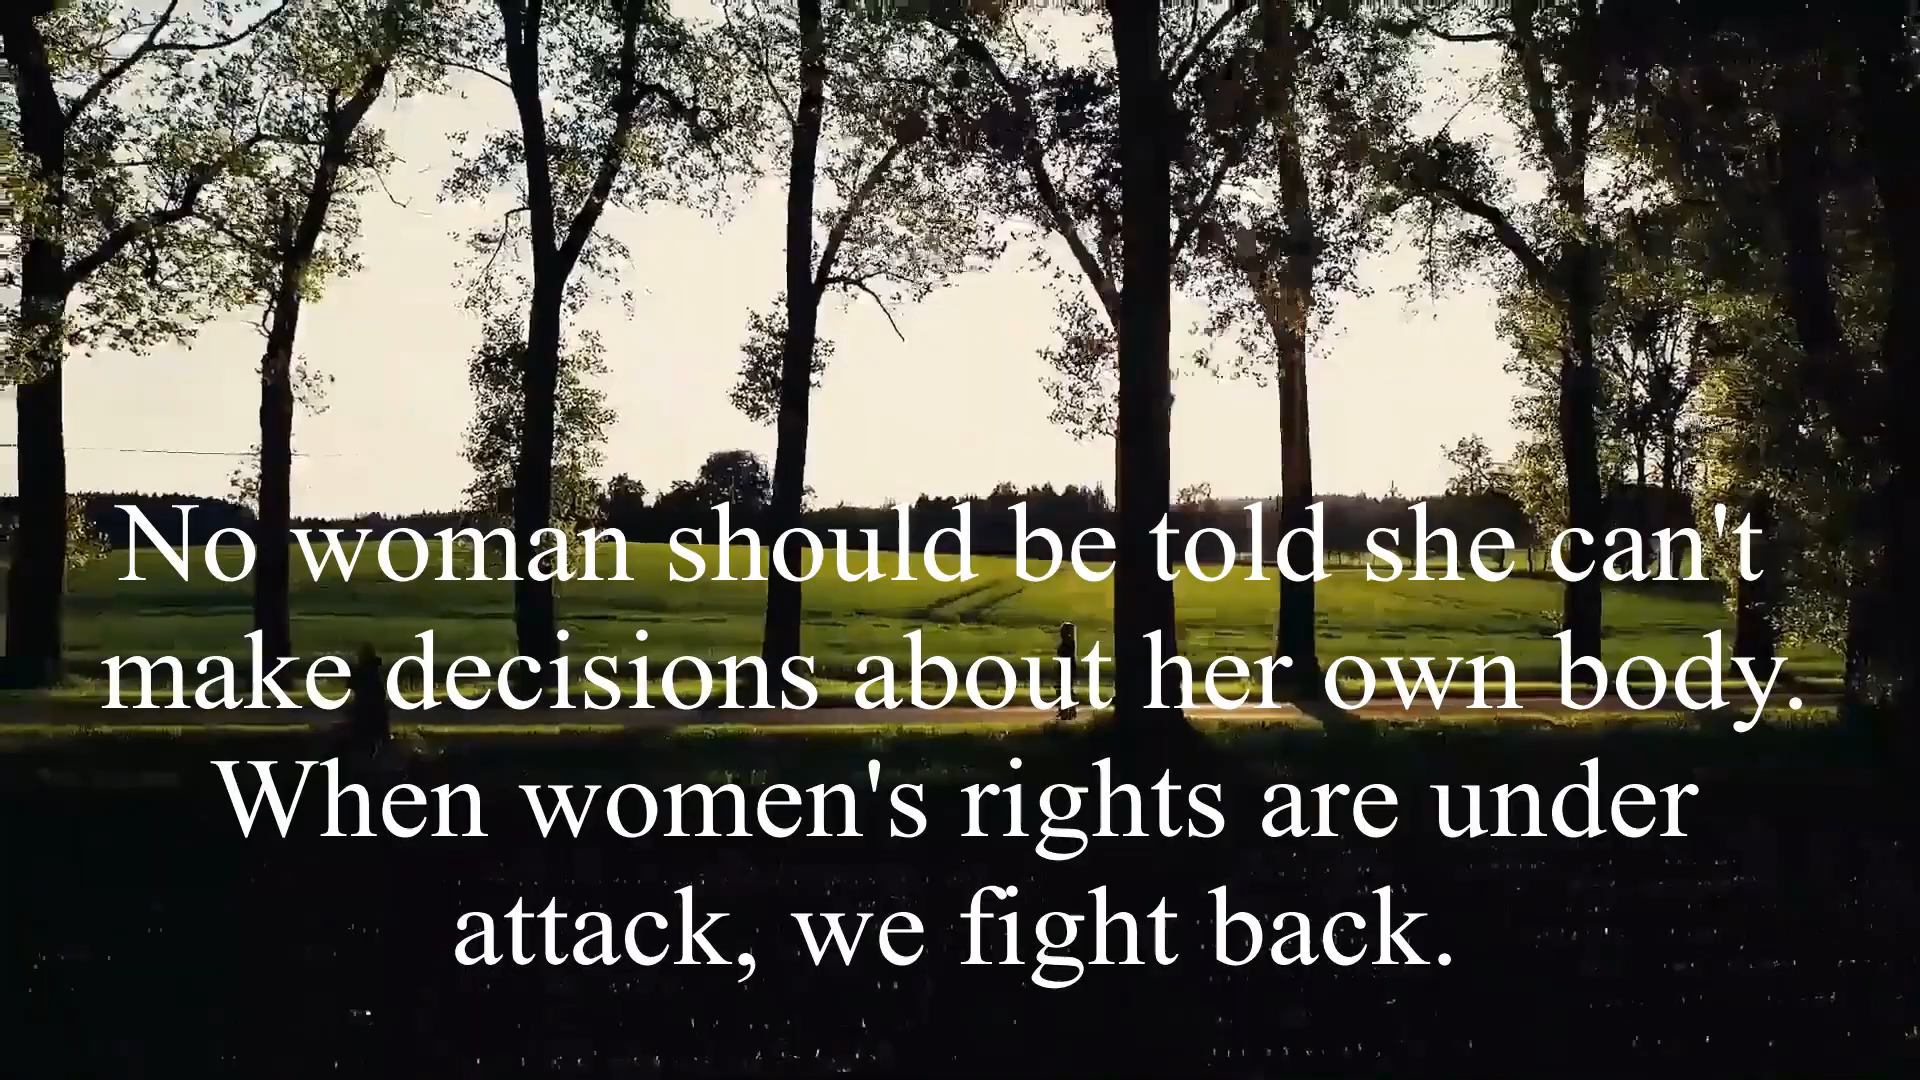 No woman should be told she can't
make decisions about her own body.
When women's rights are under
attack, we fight back.